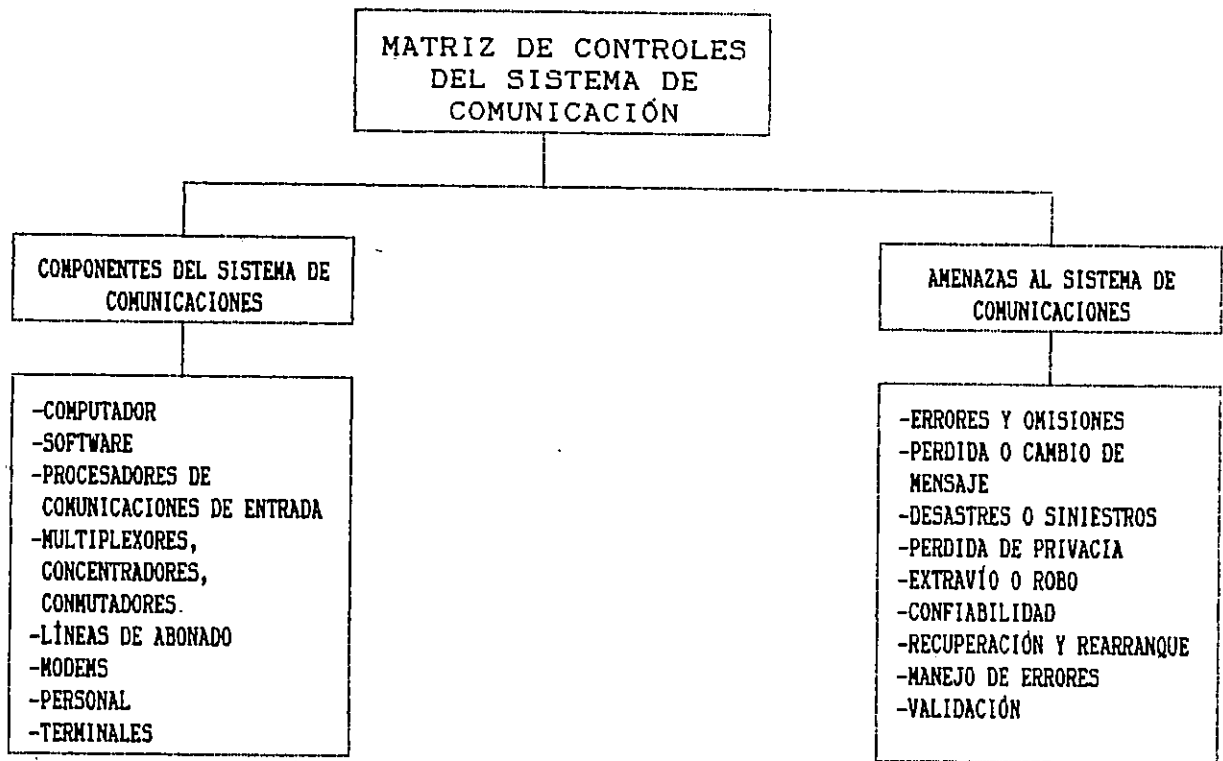 MATRIZ DE CONTROLES
DEL SISTEMA DE
COMUNICACIÓN
COMPONENTES DEL SISTEMA DE
COMUNICACIONES
-COMPUTADOR
-SOFTWARE
-PROCESADORES DE
COMUNICACIONES DE ENTRADA
-MULTIPLEXORES,
CONCENTRADORES,
CONMUTADORES.
-LÍNEAS DE ABONADO
-MODEMS
-PERSONAL
-TERMINALES
AMENAZAS AL SISTEMA DE
COMUNICACIONES
-ERRORES Y OMISIONES
-PERDIDA O CAMBIO DE
MENSAJE
-DESASTRES O SINIESTROS
-PERDIDA DE PRIVACÍA
-EXTRAVÍO O ROBO
-CONFIABILIDAD
-RECUPERACIÓN Y REARRANQUE
-MANEJO DE ERRORES
-VALIDACIÓN